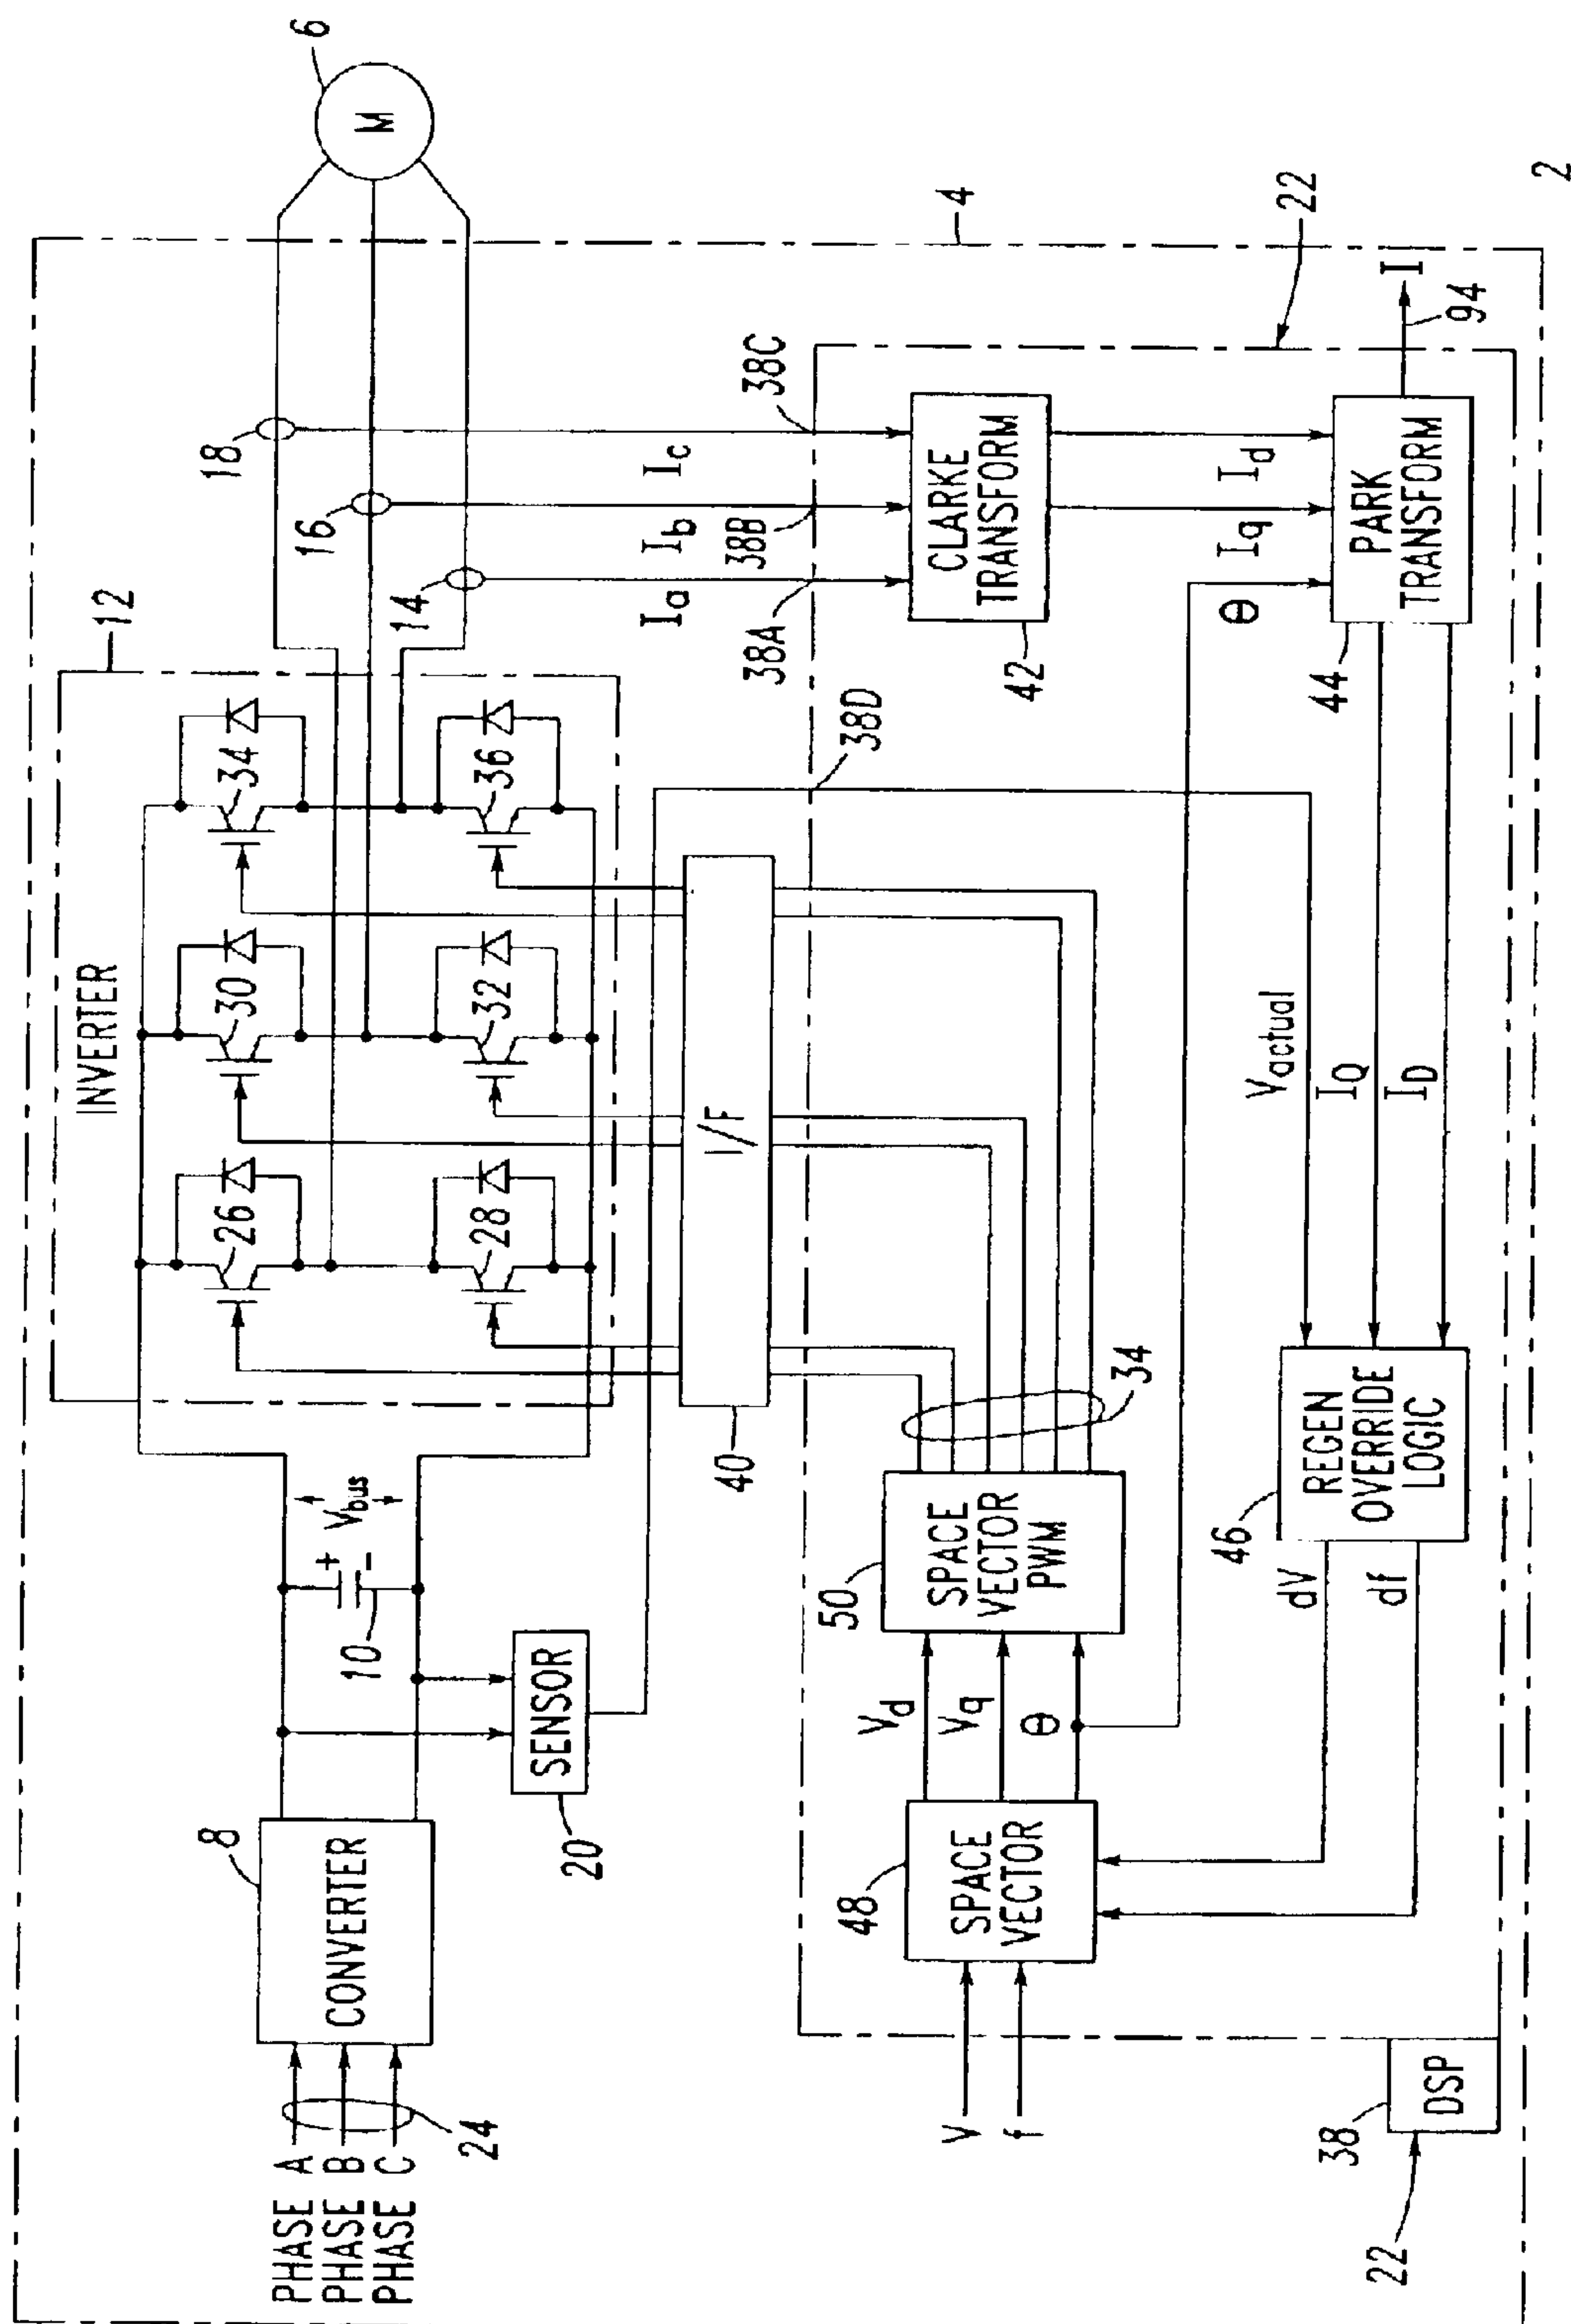 6
M
18
16
14
12
INVERTER
34
30
26
36
32
28
Vbus
+
-
10
8
CONVERTER
PHASE A
PHASE B
PHASE C
24
SENSOR
20
40
I/F
38D
Ia
Ib
Ic
38A
38B
38C
4
22
CLARKE
TRANSFORM
42
θ
Iq
Id
PARK
TRANSFORM
44
I
94
2
Vactual
IQ
ID
34
50
SPACE
VECTOR
PWM
Vd
Vq
θ
48
SPACE
VECTOR
V
f
46
REGEN
OVERRIDE
LOGIC
dV
df
38
DSP
22